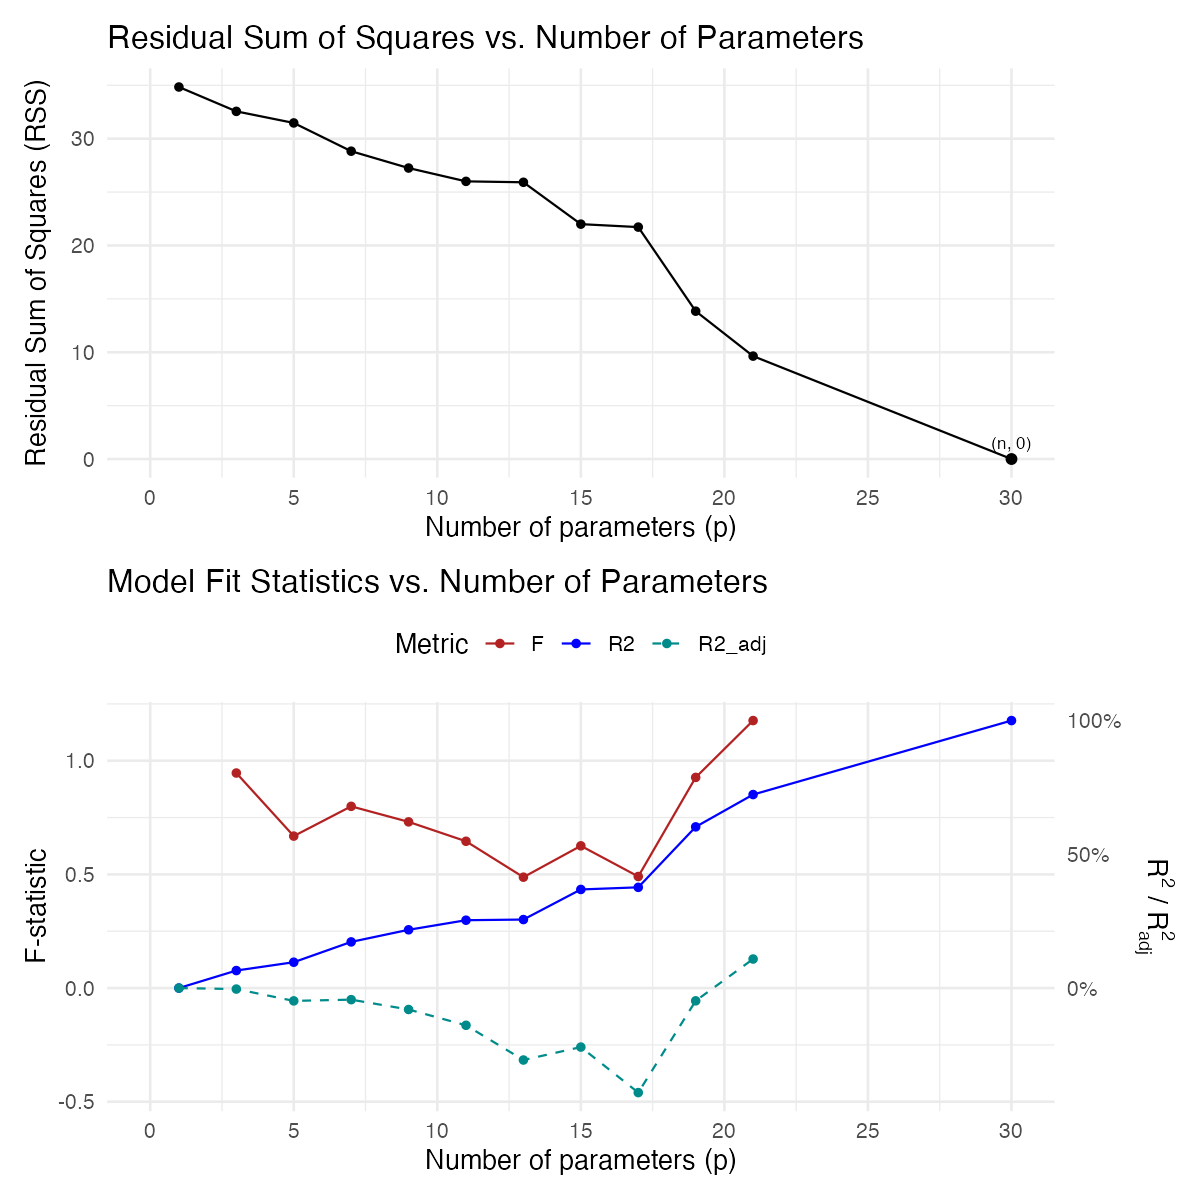 Residual Sum of Squares vs. Number of Parameters
Residual Sum of Squares (RSS)
30
20
10
0
(n, 0)
0 5 10 15 20 25 30
Number of parameters (p)
Model Fit Statistics vs. Number of Parameters
Metric F R2 R2_adj
F-statistic
1.0
0.5
0.0
-0.5
100%
50%
0%
R² / R²adj
0 5 10 15 20 25 30
Number of parameters (p)